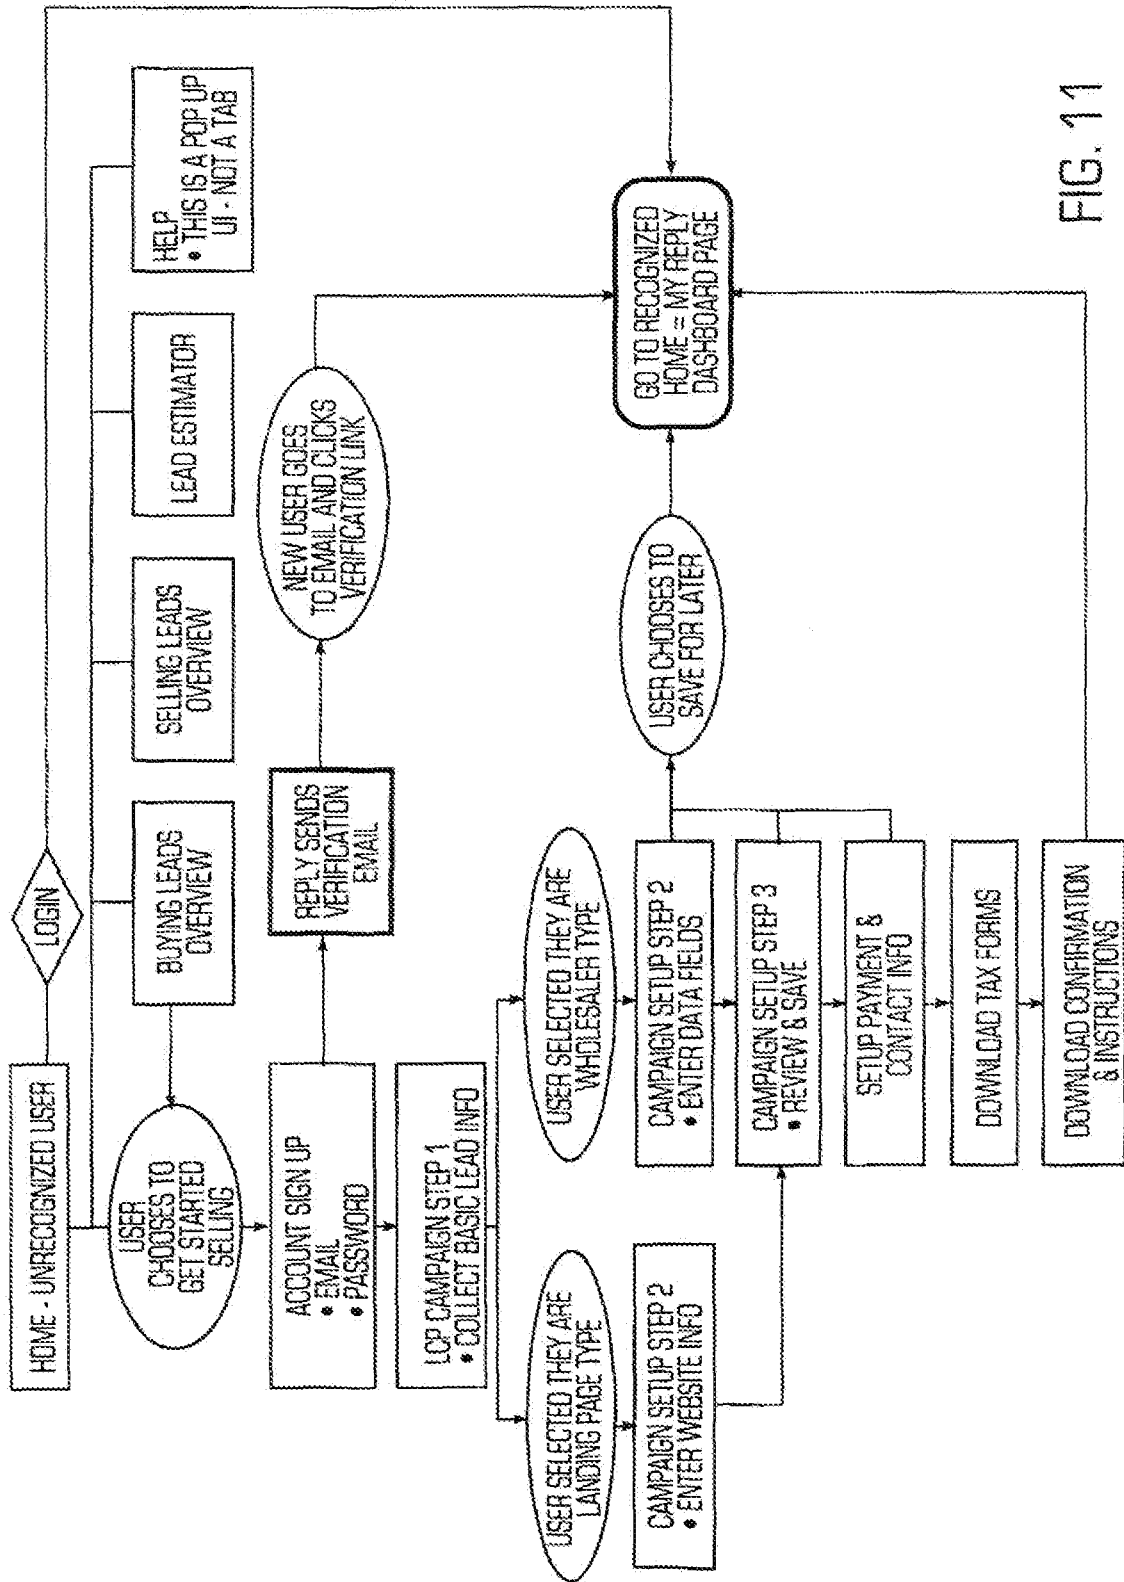 HOME - UNRECOGNIZED USER
LOGIN
USER
CHOOSES TO
GET STARTED
SELLING
BUYING LEADS
OVERVIEW
SELLING LEADS
OVERVIEW
LEAD ESTIMATOR
HELP
• THIS IS A POP UP
UI - NOT A TAB
ACCOUNT SIGN UP
• EMAIL
• PASSWORD
REPLY SENDS
VERIFICATION
EMAIL
NEW USER GOES
TO EMAIL AND CLICKS
VERIFICATION LINK
LCP CAMPAIGN STEP 1
• COLLECT BASIC LEAD INFO
USER SELECTED THEY ARE
LANDING PAGE TYPE
USER SELECTED THEY ARE
WHOLESALER TYPE
CAMPAIGN SETUP STEP 2
• ENTER WEBSITE INFO
CAMPAIGN SETUP STEP 2
• ENTER DATA FIELDS
USER CHOOSES TO
SAVE FOR LATER
GO TO RECOGNIZED
HOME = MY REPLY
DASHBOARD PAGE
CAMPAIGN SETUP STEP 3
• REVIEW & SAVE
SETUP PAYMENT &
CONTACT INFO
DOWNLOAD TAX FORMS
DOWNLOAD CONFIRMATION
& INSTRUCTIONS
FIG. 11